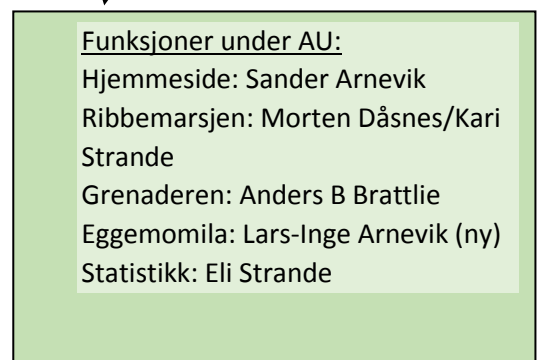 Funksjoner under AU:
Hjemmeside: Sander Arnevik
Ribbemarsjen: Morten Dåsnes/Kari
Strande
Grenaderen: Anders B Brattlie
Eggemomila: Lars-Inge Arnevik (ny)
Statistikk: Eli Strande